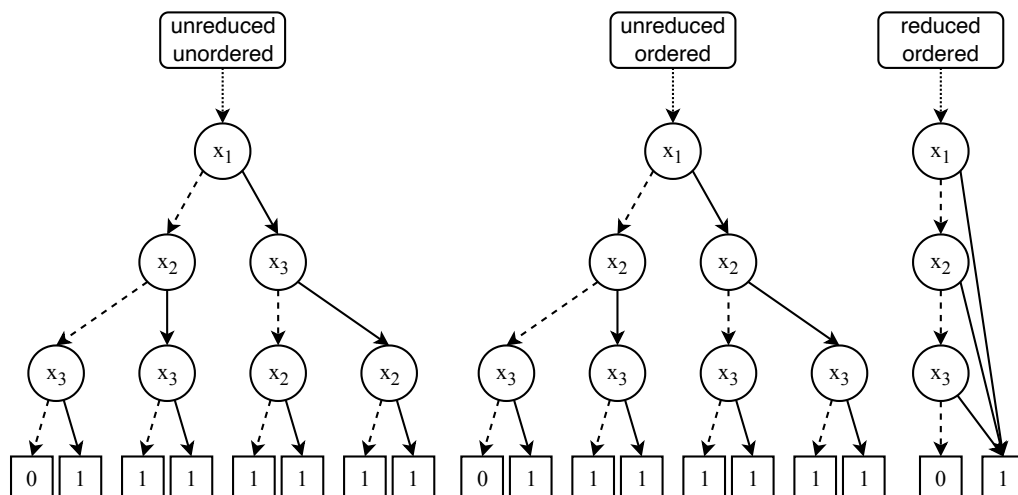 unreduced
unordered
unreduced
ordered
reduced
ordered
x1 x1 x1
x2 x3 x2 x2 x2
x3 x3 x2 x2 x3 x3 x3 x3 x3
0 1 1 1 1 1 1 1 0 1 1 1 1 1 1 1 0 1